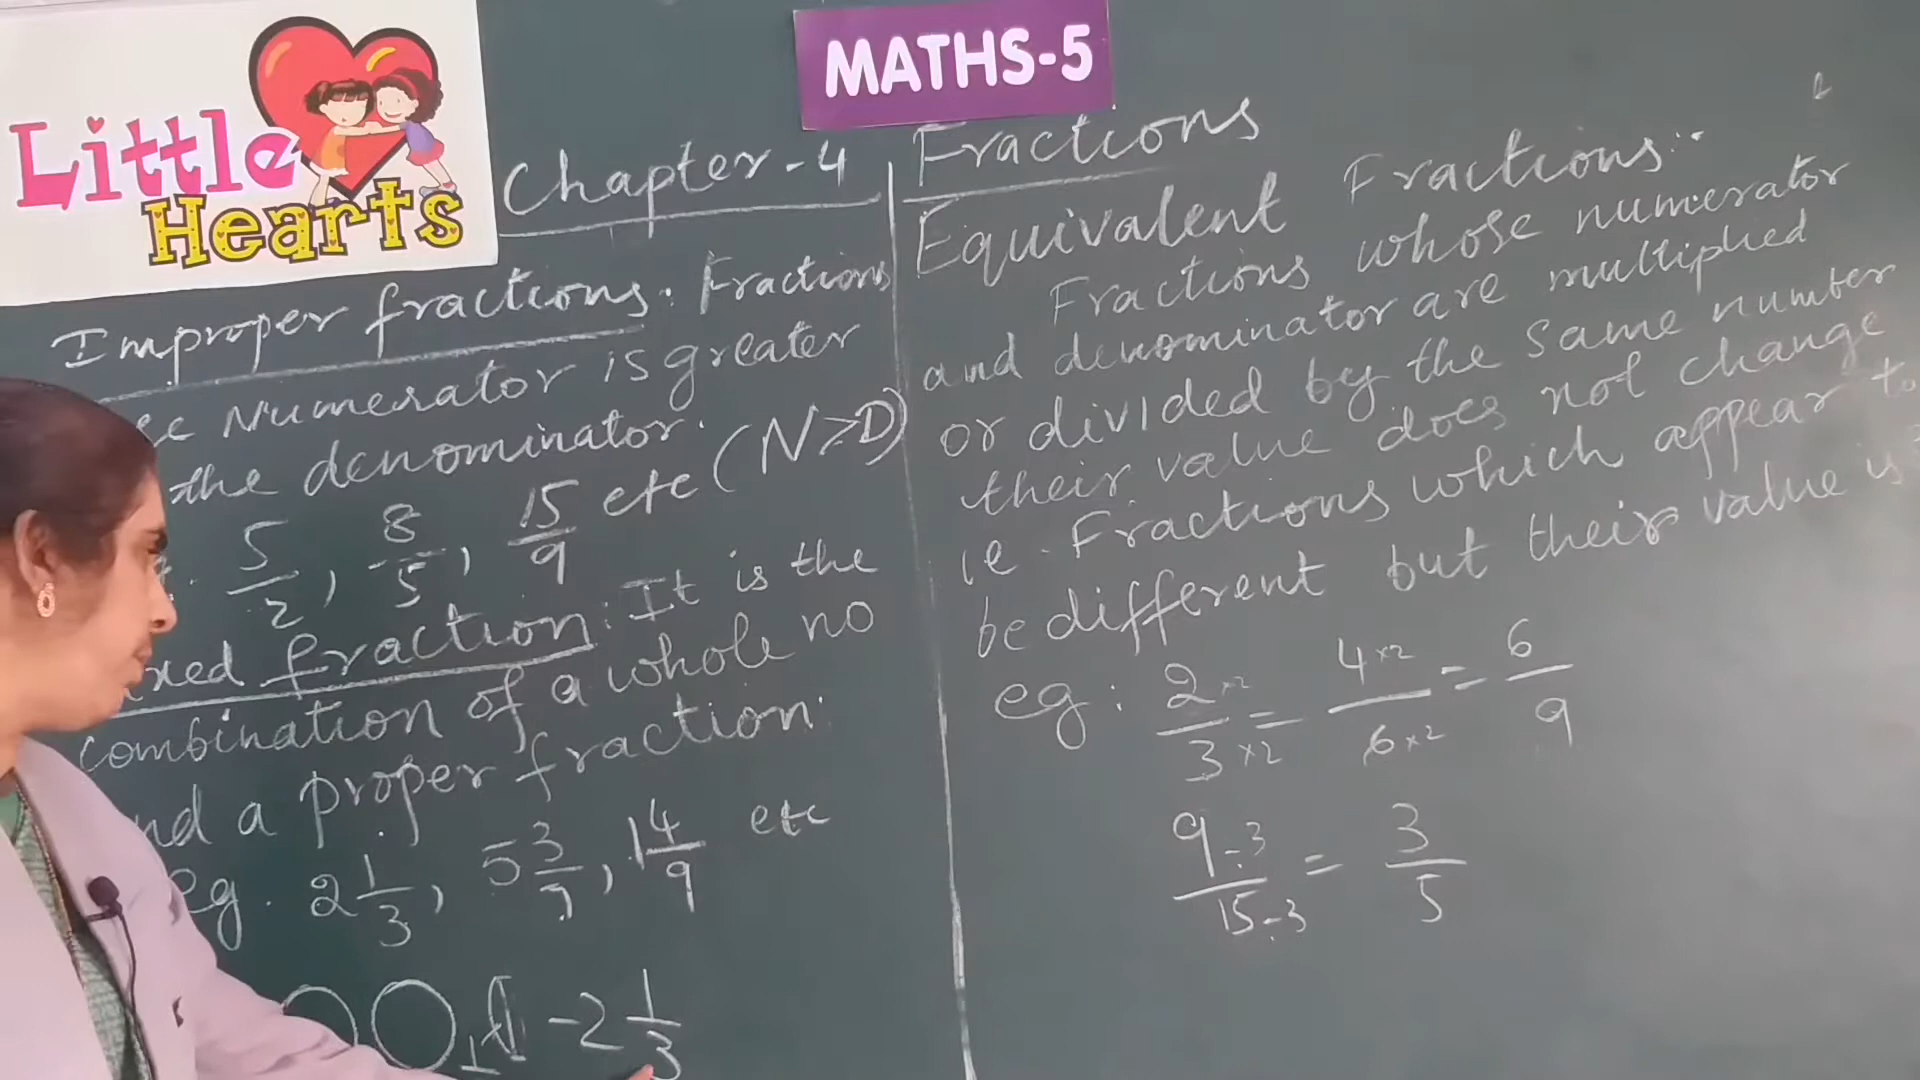 Little
Hearts
MATHS-5
Chapter-4
Improper fractions: Fractions
Numerator is greater
the denominator. (N>D)
5/2, 8/5, 15/9 etc
fraction: It is the
combination of a whole no
a proper fraction.
eg. 2 1/3, 5 3/7, 1 4/9 etc
-2 1/3
Fractions
Equivalent Fractions:
Fractions whose numerator
and denominator are multiplied
or divided by the same number
their value does not change
ie. Fractions which appear to
be different but their value is
eg: 2×2/3×2 = 4×2/6×2 = 6/9
9÷3/15÷3 = 3/5